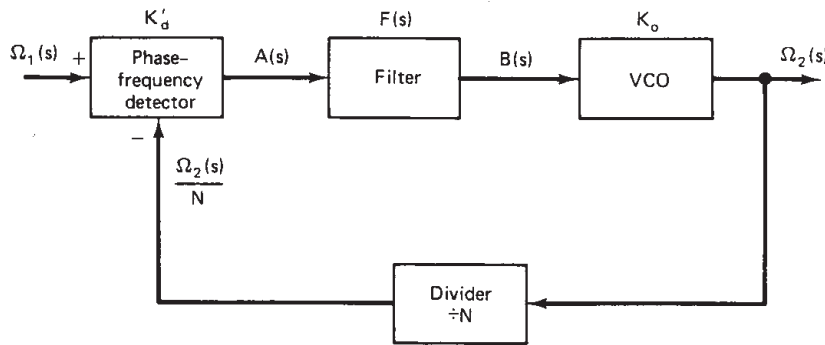 K′d
F(s)
Ko
Ω1(s)
+
Phase–
frequency
detector
A(s)
Filter
B(s)
VCO
Ω2(s)
−
Ω2(s)
N
Divider
÷N